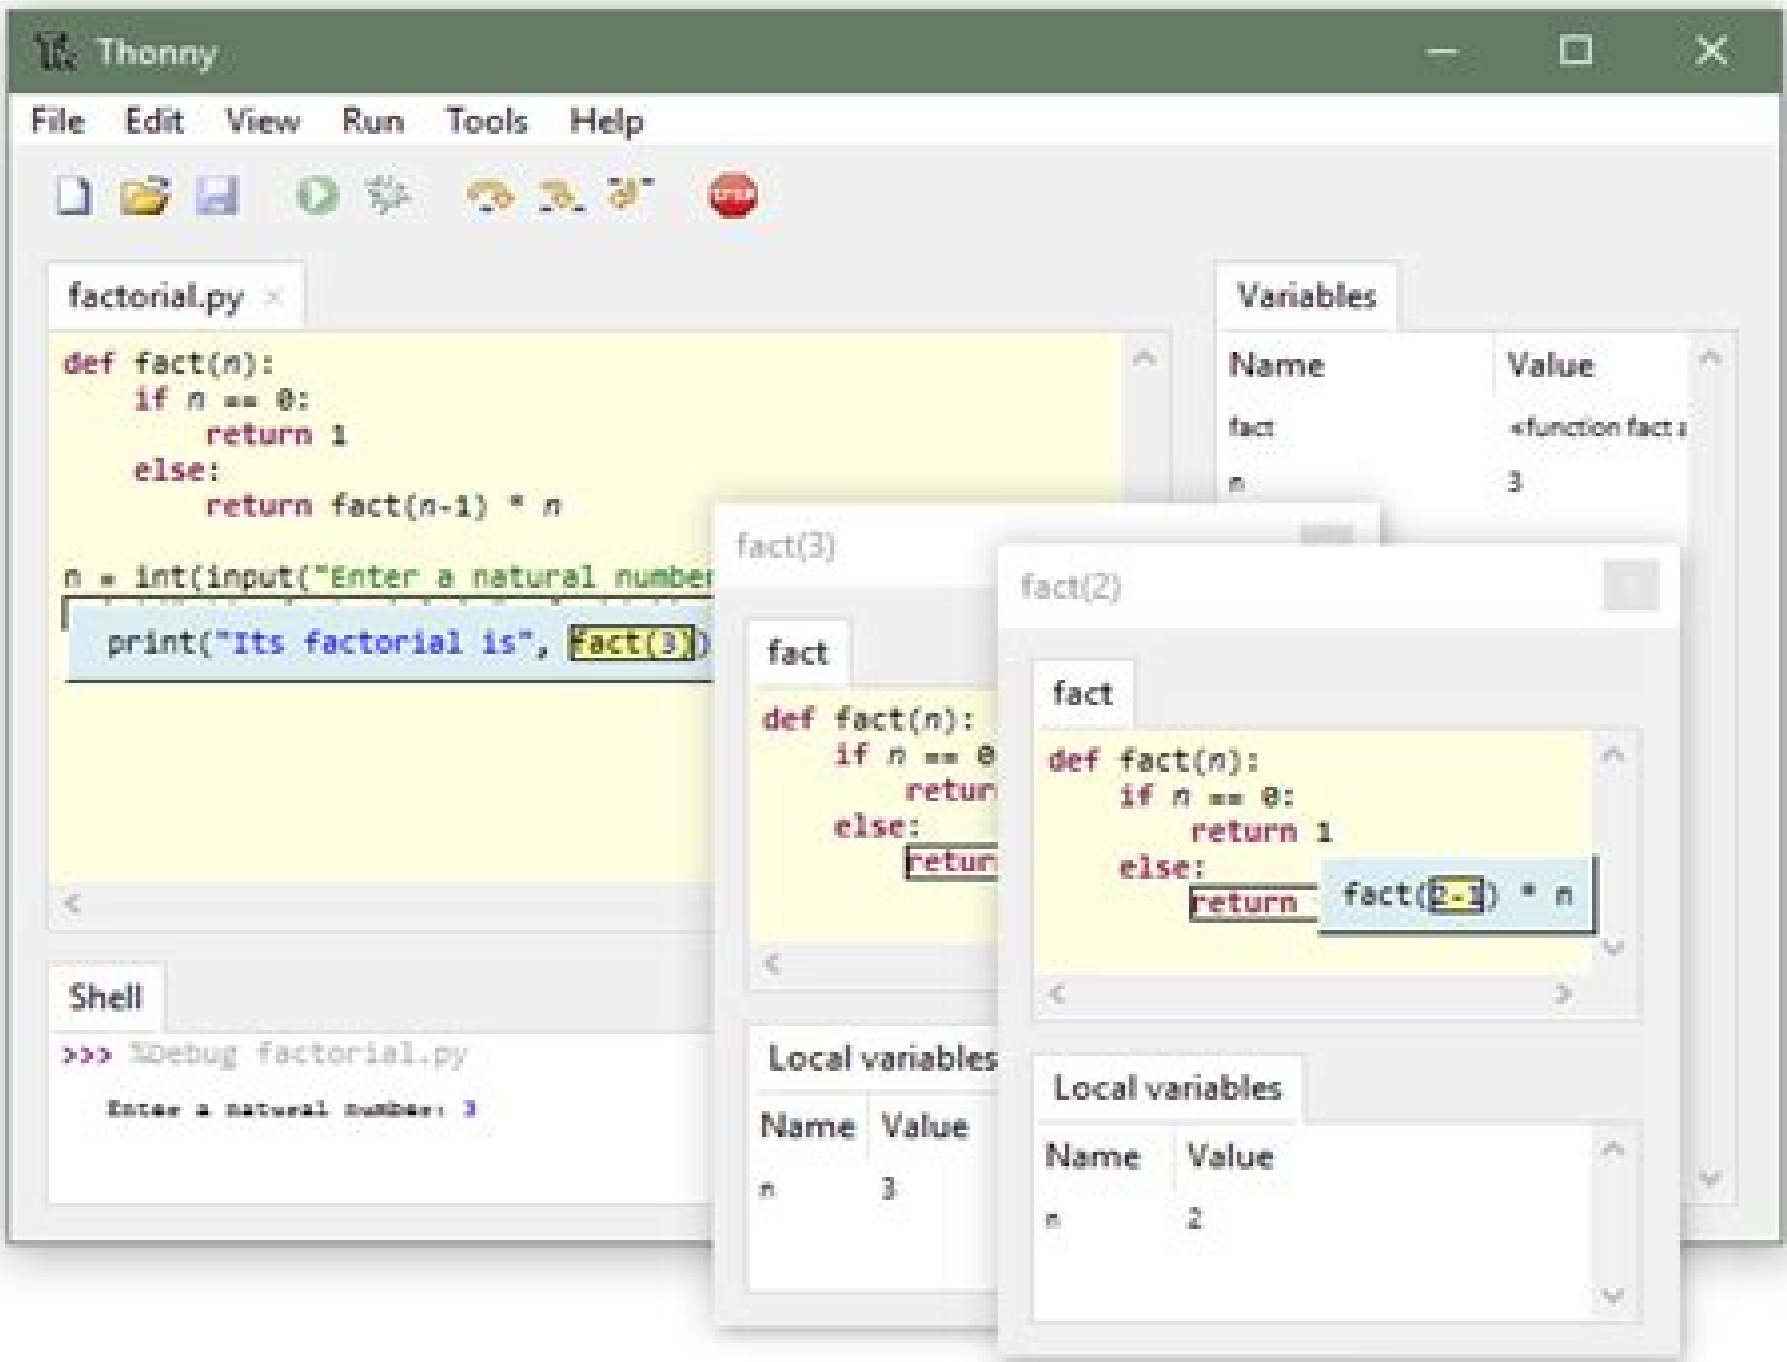 Thonny
File Edit View Run Tools Help
factorial.py
def fact(n):
    if n == 0:
        return 1
    else:
        return fact(n-1) * n
n = int(input("Enter a natural number
print("Its factorial is", fact(3))
Shell
>>> %Debug factorial.py
Enter a natural number: 3
Variables
Name Value
fact <function fact a
n 3
fact(3)
fact
def fact(n):
    if n == 0
        retur
    else:
        retur
Local variables
Name Value
n 3
fact(2)
fact
def fact(n):
    if n == 0:
        return 1
    else:
        return fact(2-1) * n
Local variables
Name Value
n 2